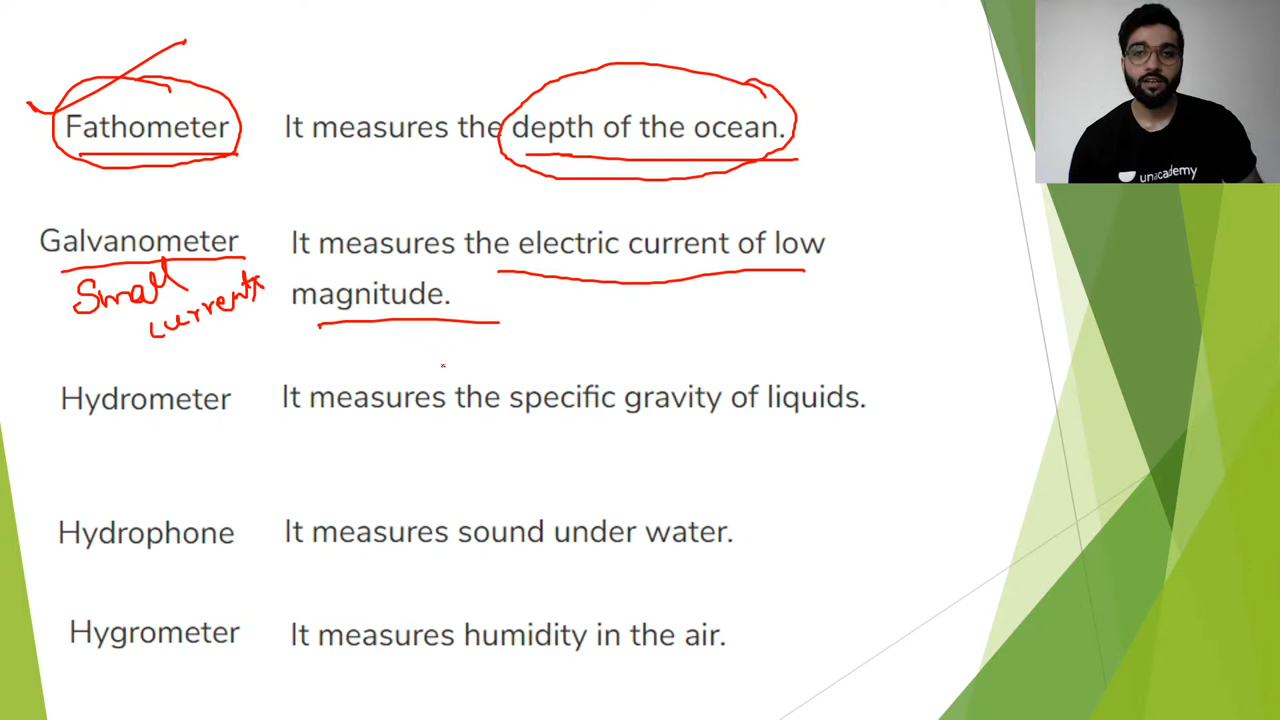 Fathometer It measures the depth of the ocean.
Galvanometer It measures the electric current of low
magnitude.
Small
currents
Hydrometer It measures the specific gravity of liquids.
Hydrophone It measures sound under water.
Hygrometer It measures humidity in the air.
unacademy